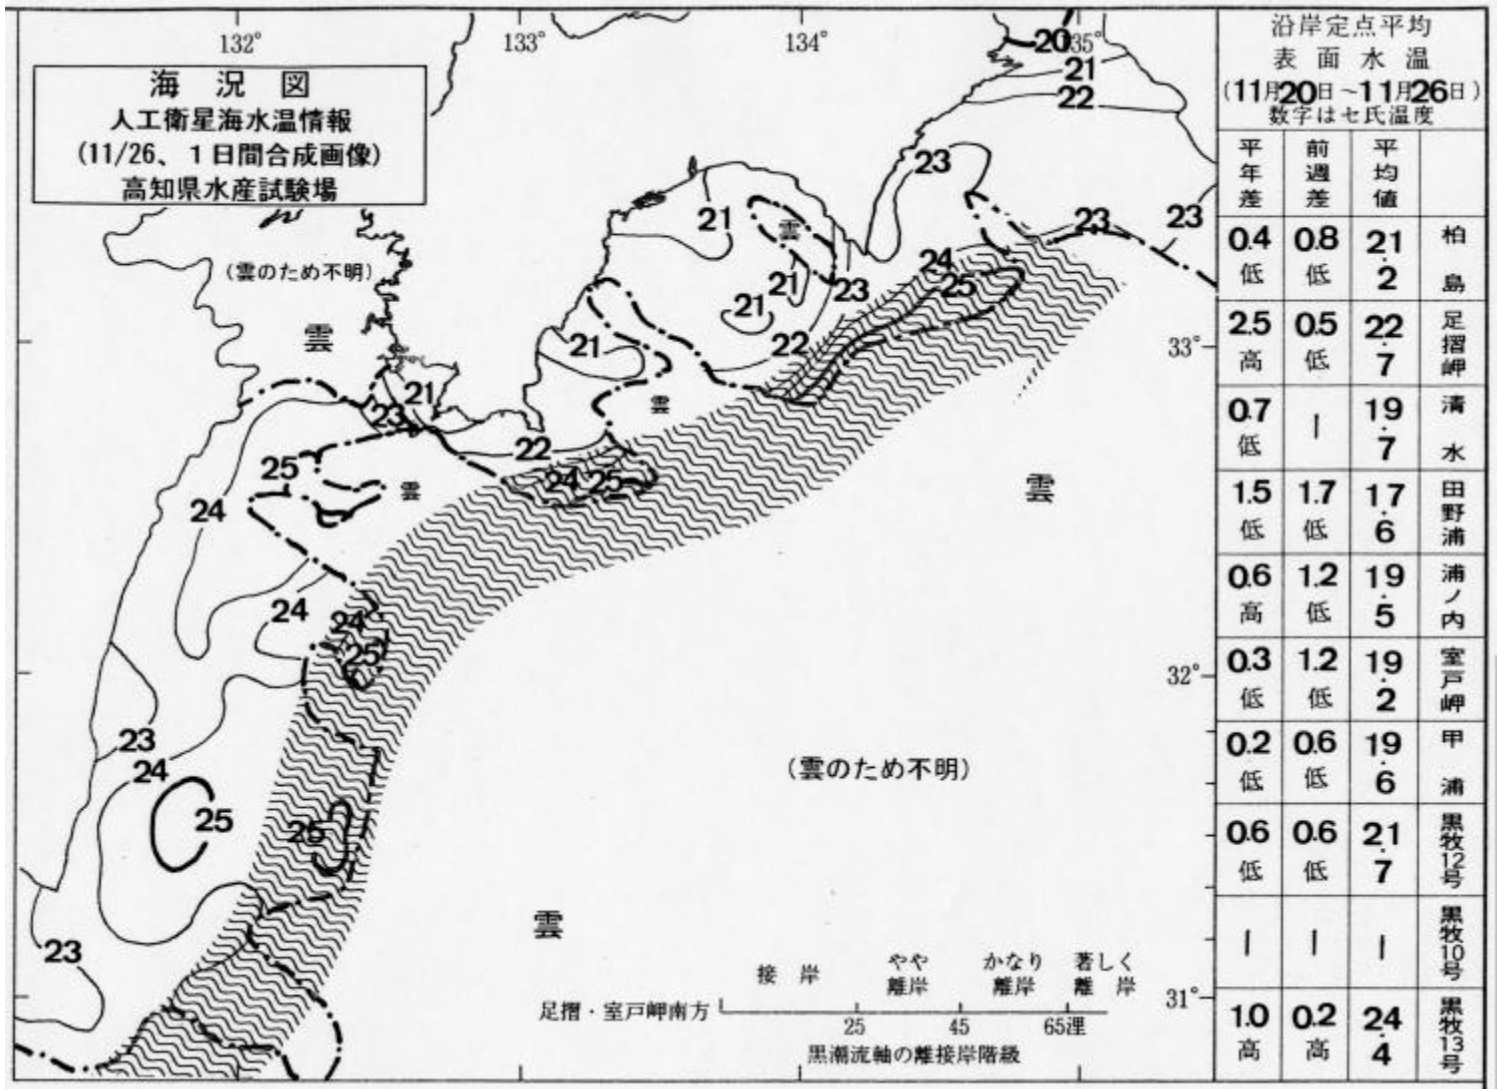 132°
133°
134°
135°
海況図
人工衛星海水温情報
(11/26、1日間合成画像)
高知県水産試験場
20
21
22
23
23
23
21
雲
(雲のため不明)
24
25
21
23
21
雲
22
21
33°
21
23
雲
22
25
24 25
雲
雲
24
24
24
25
32°
23
24
(雲のため不明)
25
25
雲
23
接岸
やや離岸
かなり離岸
著しく離岸
足摺・室戸岬南方
25 45 65浬
黒潮流軸の離接岸階級
31°
沿岸定点平均
表面水温
(11月20日~11月26日)
数字はセ氏温度
平年差 前週差 平均値
0.4低 0.8低 21.2 柏島
2.5高 0.5低 22.7 足摺岬
0.7低 - 19.7 清水
1.5低 1.7低 17.6 田野浦
0.6高 1.2低 19.5 浦ノ内
0.3低 1.2低 19.2 室戸岬
0.2低 0.6低 19.6 甲浦
0.6低 0.6低 21.7 黒牧12号
- - - 黒牧10号
1.0高 0.2高 24.4 黒牧13号